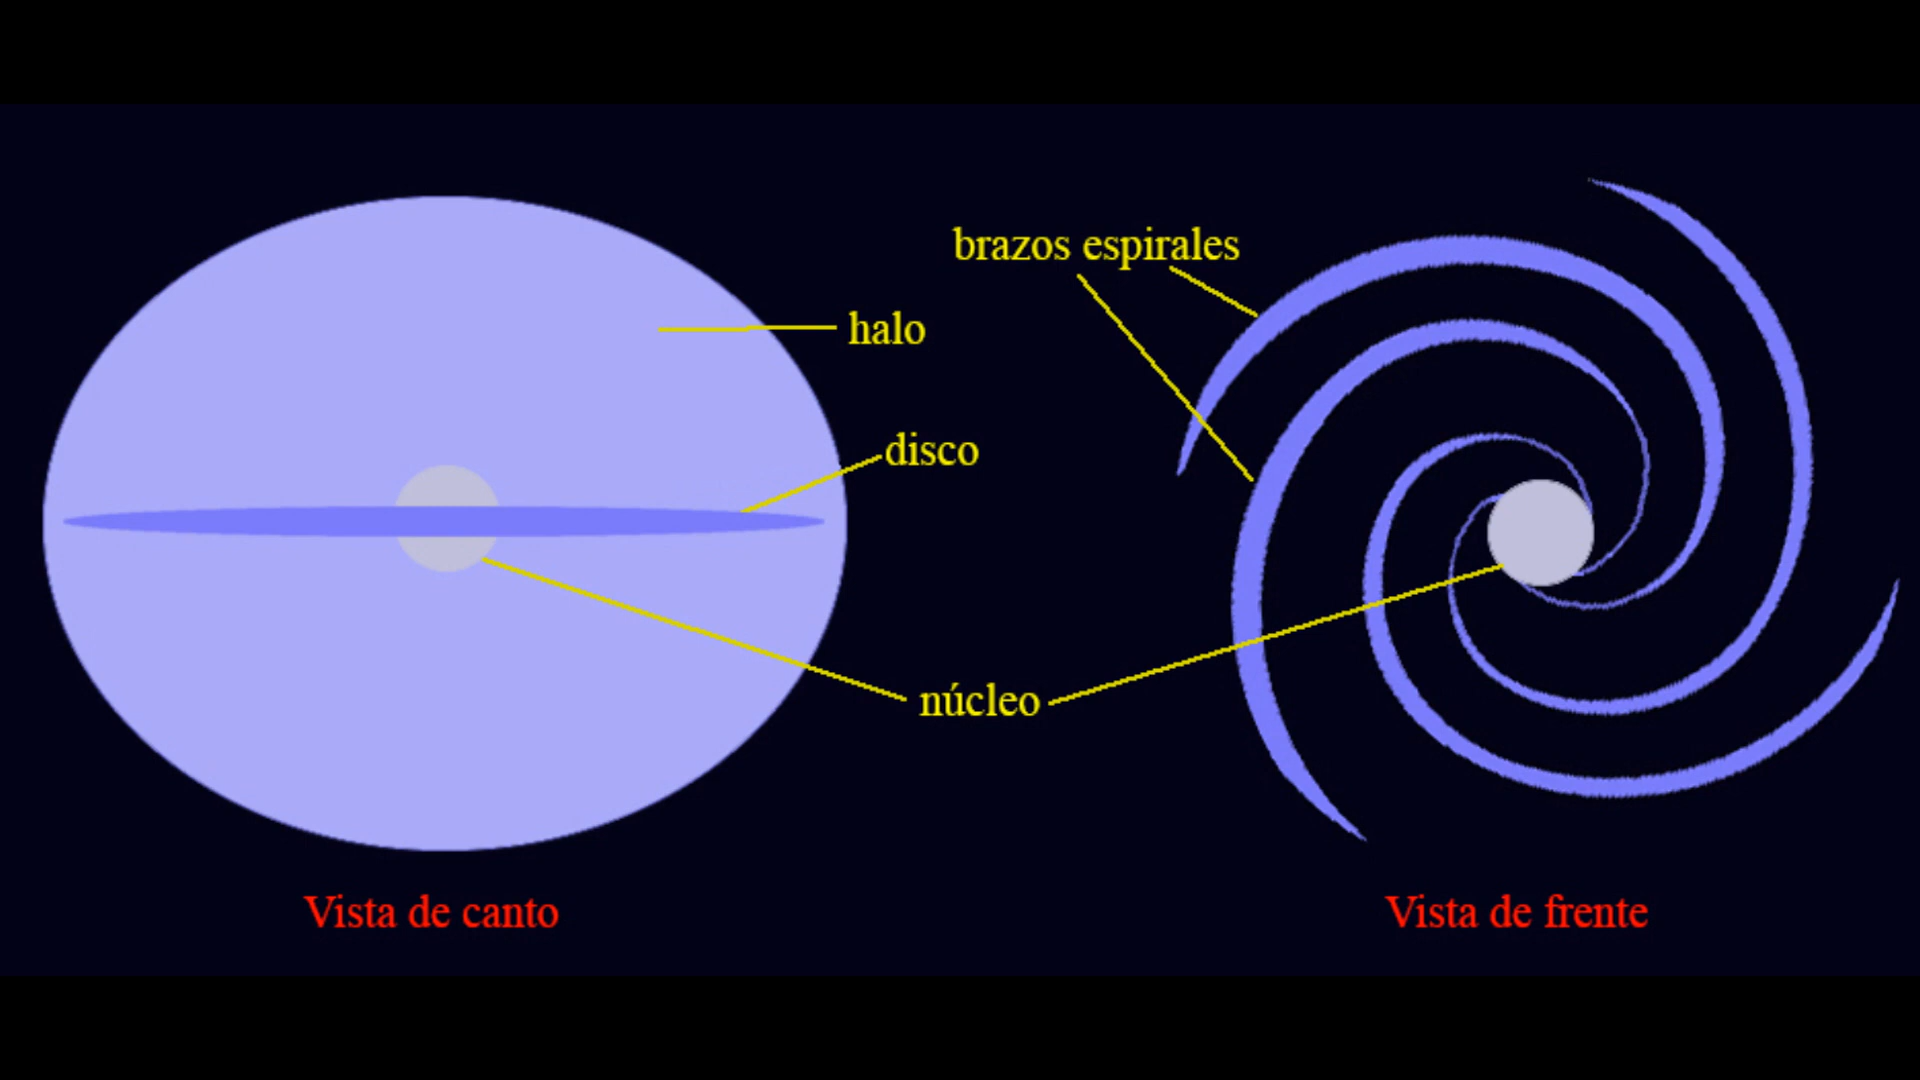 brazos espirales
halo
disco
núcleo
Vista de canto
Vista de frente